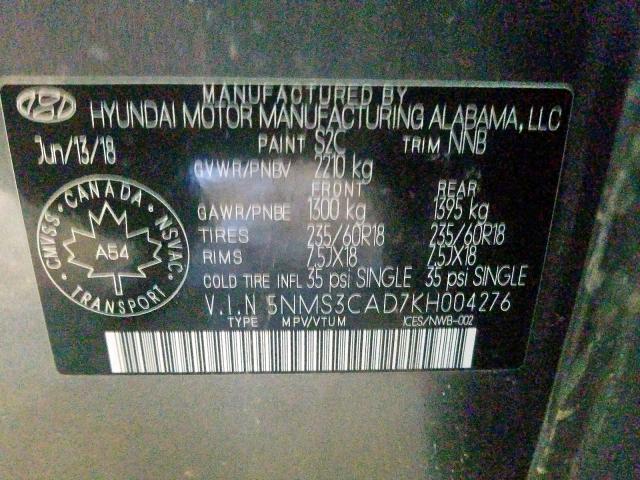 MANUFACTURED BY
HYUNDAI MOTOR MANUFACTURING ALABAMA, LLC
Jun/13/18 PAINT S2C TRIM NNB
GVWR/PNBV 2210 kg
FRONT REAR
GAWR/PNBE 1300 kg 1395 kg
TIRES 235/60R18 235/60R18
RIMS 7.5JX18 7.5JX18
COLD TIRE INFL 35 psi SINGLE 35 psi SINGLE
V.I.N 5NMS3CAD7KH004276
TYPE MPV/VTUM ICES/NWB-002
CMVSS CANADA NSVAC
A54
TRANSPORT